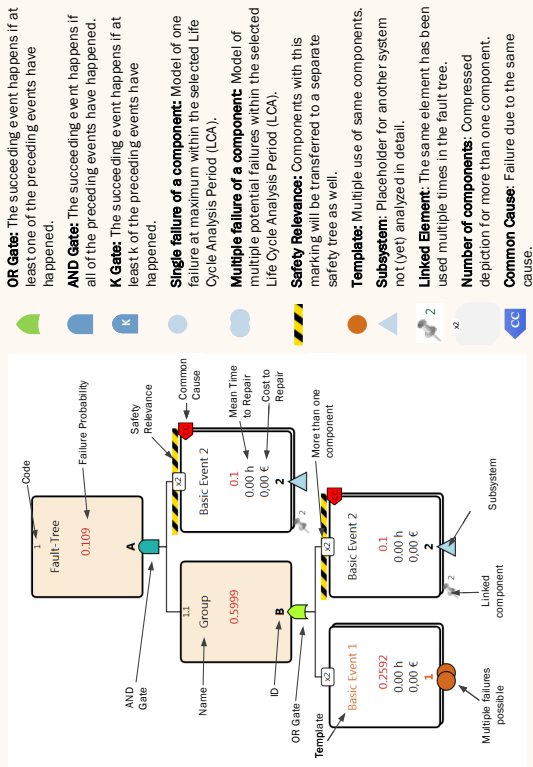 Code
1
Fault-Tree
0.109
Failure Probability
A
AND
Gate
Safety
Relevance
Common
Cause
CC
x2
Basic Event 2
0.1
0.00 h
0,00 €
2
2
Mean Time
to Repair
Cost to
Repair
Name
1.1
Group
0.5999
ID
B
OR Gate
More than one
component
Template
x2
Basic Event 1
0.2592
0.00 h
0,00 €
1
Multiple failures
possible
x2
Basic Event 2
0.1
0.00 h
0,00 €
2
2
Linked
component
Subsystem
OR Gate: The succeeding event happens if at
least one of the preceding events have
happened.
AND Gate: The succeeding event happens if
all of the preceding events have happened.
K
K Gate: The succeeding event happens if at
least k of the preceding events have
happened.
Single failure of a component: Model of one
failure at maximum within the selected Life
Cycle Analysis Period (LCA).
Multiple failure of a component: Model of
multiple potential failures within the selected
Life Cycle Analysis Period (LCA).
Safety Relevance: Components with this
marking will be transferred to a separate
safety tree as well.
Template: Multiple use of same components.
Subsystem: Placeholder for another system
not (yet) analyzed in detail.
2
Linked Element: The same element has been
used multiple times in the fault tree.
x2
Number of components: Compressed
depiction for more than one component.
CC
Common Cause: Failure due to the same
cause.